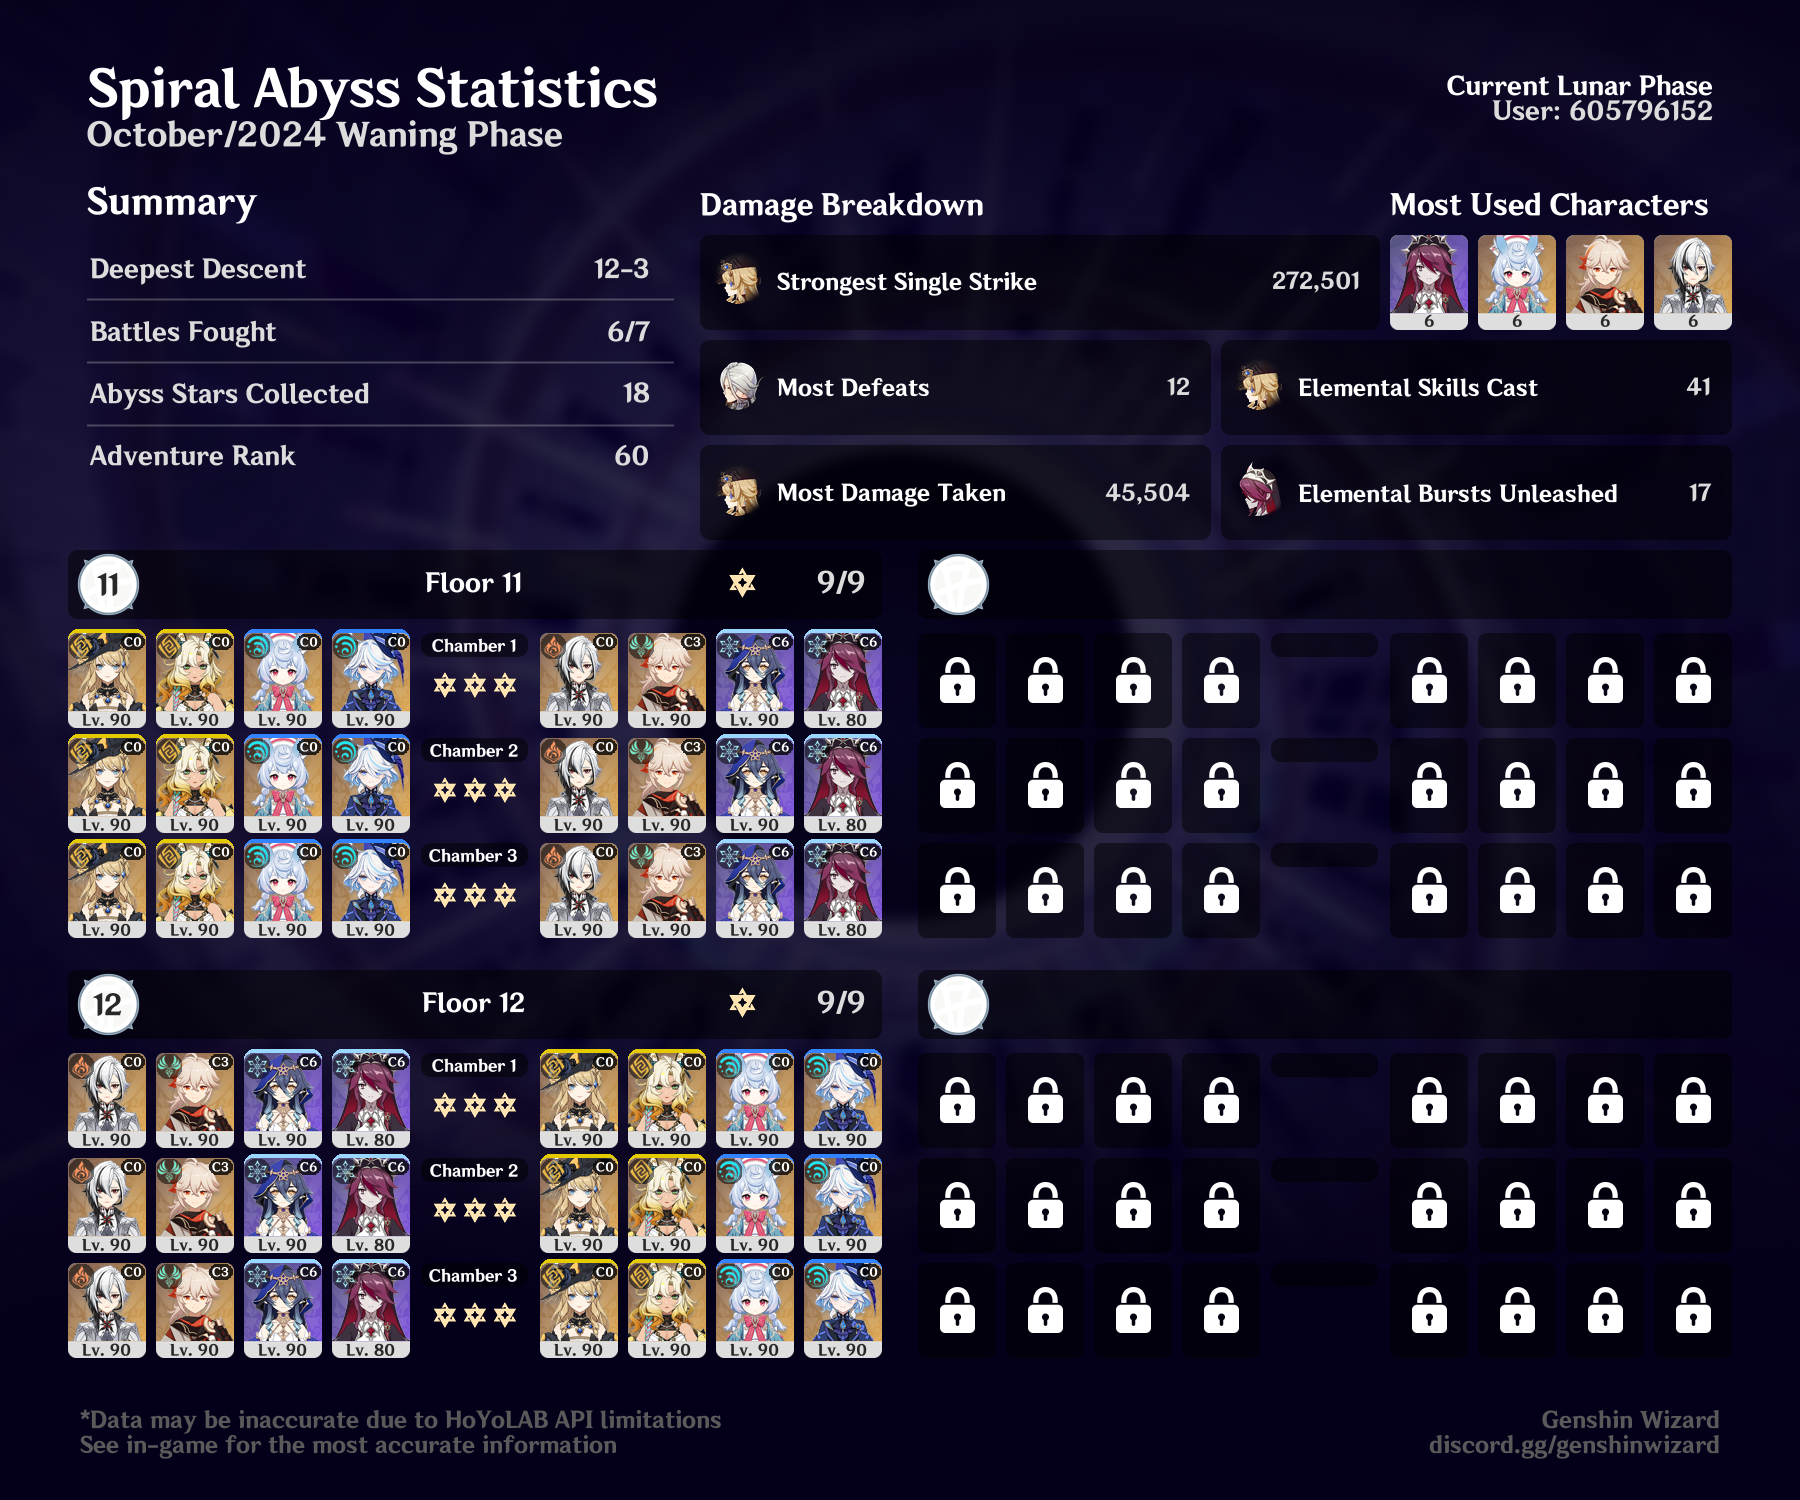 Spiral Abyss Statistics
October/2024 Waning Phase
Current Lunar Phase
User: 605796152
Summary
Deepest Descent 12-3
Battles Fought 6/7
Abyss Stars Collected 18
Adventure Rank 60
Damage Breakdown
Strongest Single Strike 272,501
Most Defeats 12
Elemental Skills Cast 41
Most Damage Taken 45,504
Elemental Bursts Unleashed 17
Most Used Characters
6 6 6 6
11 Floor 11 9/9
C0 C0 C0 C0 Chamber 1 C0 C3 C6 C6
Lv. 90 Lv. 90 Lv. 90 Lv. 90 Lv. 90 Lv. 90 Lv. 90 Lv. 80
C0 C0 C0 C0 Chamber 2 C0 C3 C6 C6
Lv. 90 Lv. 90 Lv. 90 Lv. 90 Lv. 90 Lv. 90 Lv. 90 Lv. 80
C0 C0 C0 C0 Chamber 3 C0 C3 C6 C6
Lv. 90 Lv. 90 Lv. 90 Lv. 90 Lv. 90 Lv. 90 Lv. 90 Lv. 80
12 Floor 12 9/9
C0 C3 C6 C6 Chamber 1 C0 C0 C0 C0
Lv. 90 Lv. 90 Lv. 90 Lv. 80 Lv. 90 Lv. 90 Lv. 90 Lv. 90
C0 C3 C6 C6 Chamber 2 C0 C0 C0 C0
Lv. 90 Lv. 90 Lv. 90 Lv. 80 Lv. 90 Lv. 90 Lv. 90 Lv. 90
C0 C3 C6 C6 Chamber 3 C0 C0 C0 C0
Lv. 90 Lv. 90 Lv. 90 Lv. 80 Lv. 90 Lv. 90 Lv. 90 Lv. 90
*Data may be inaccurate due to HoYoLAB API limitations
See in-game for the most accurate information
Genshin Wizard
discord.gg/genshinwizard